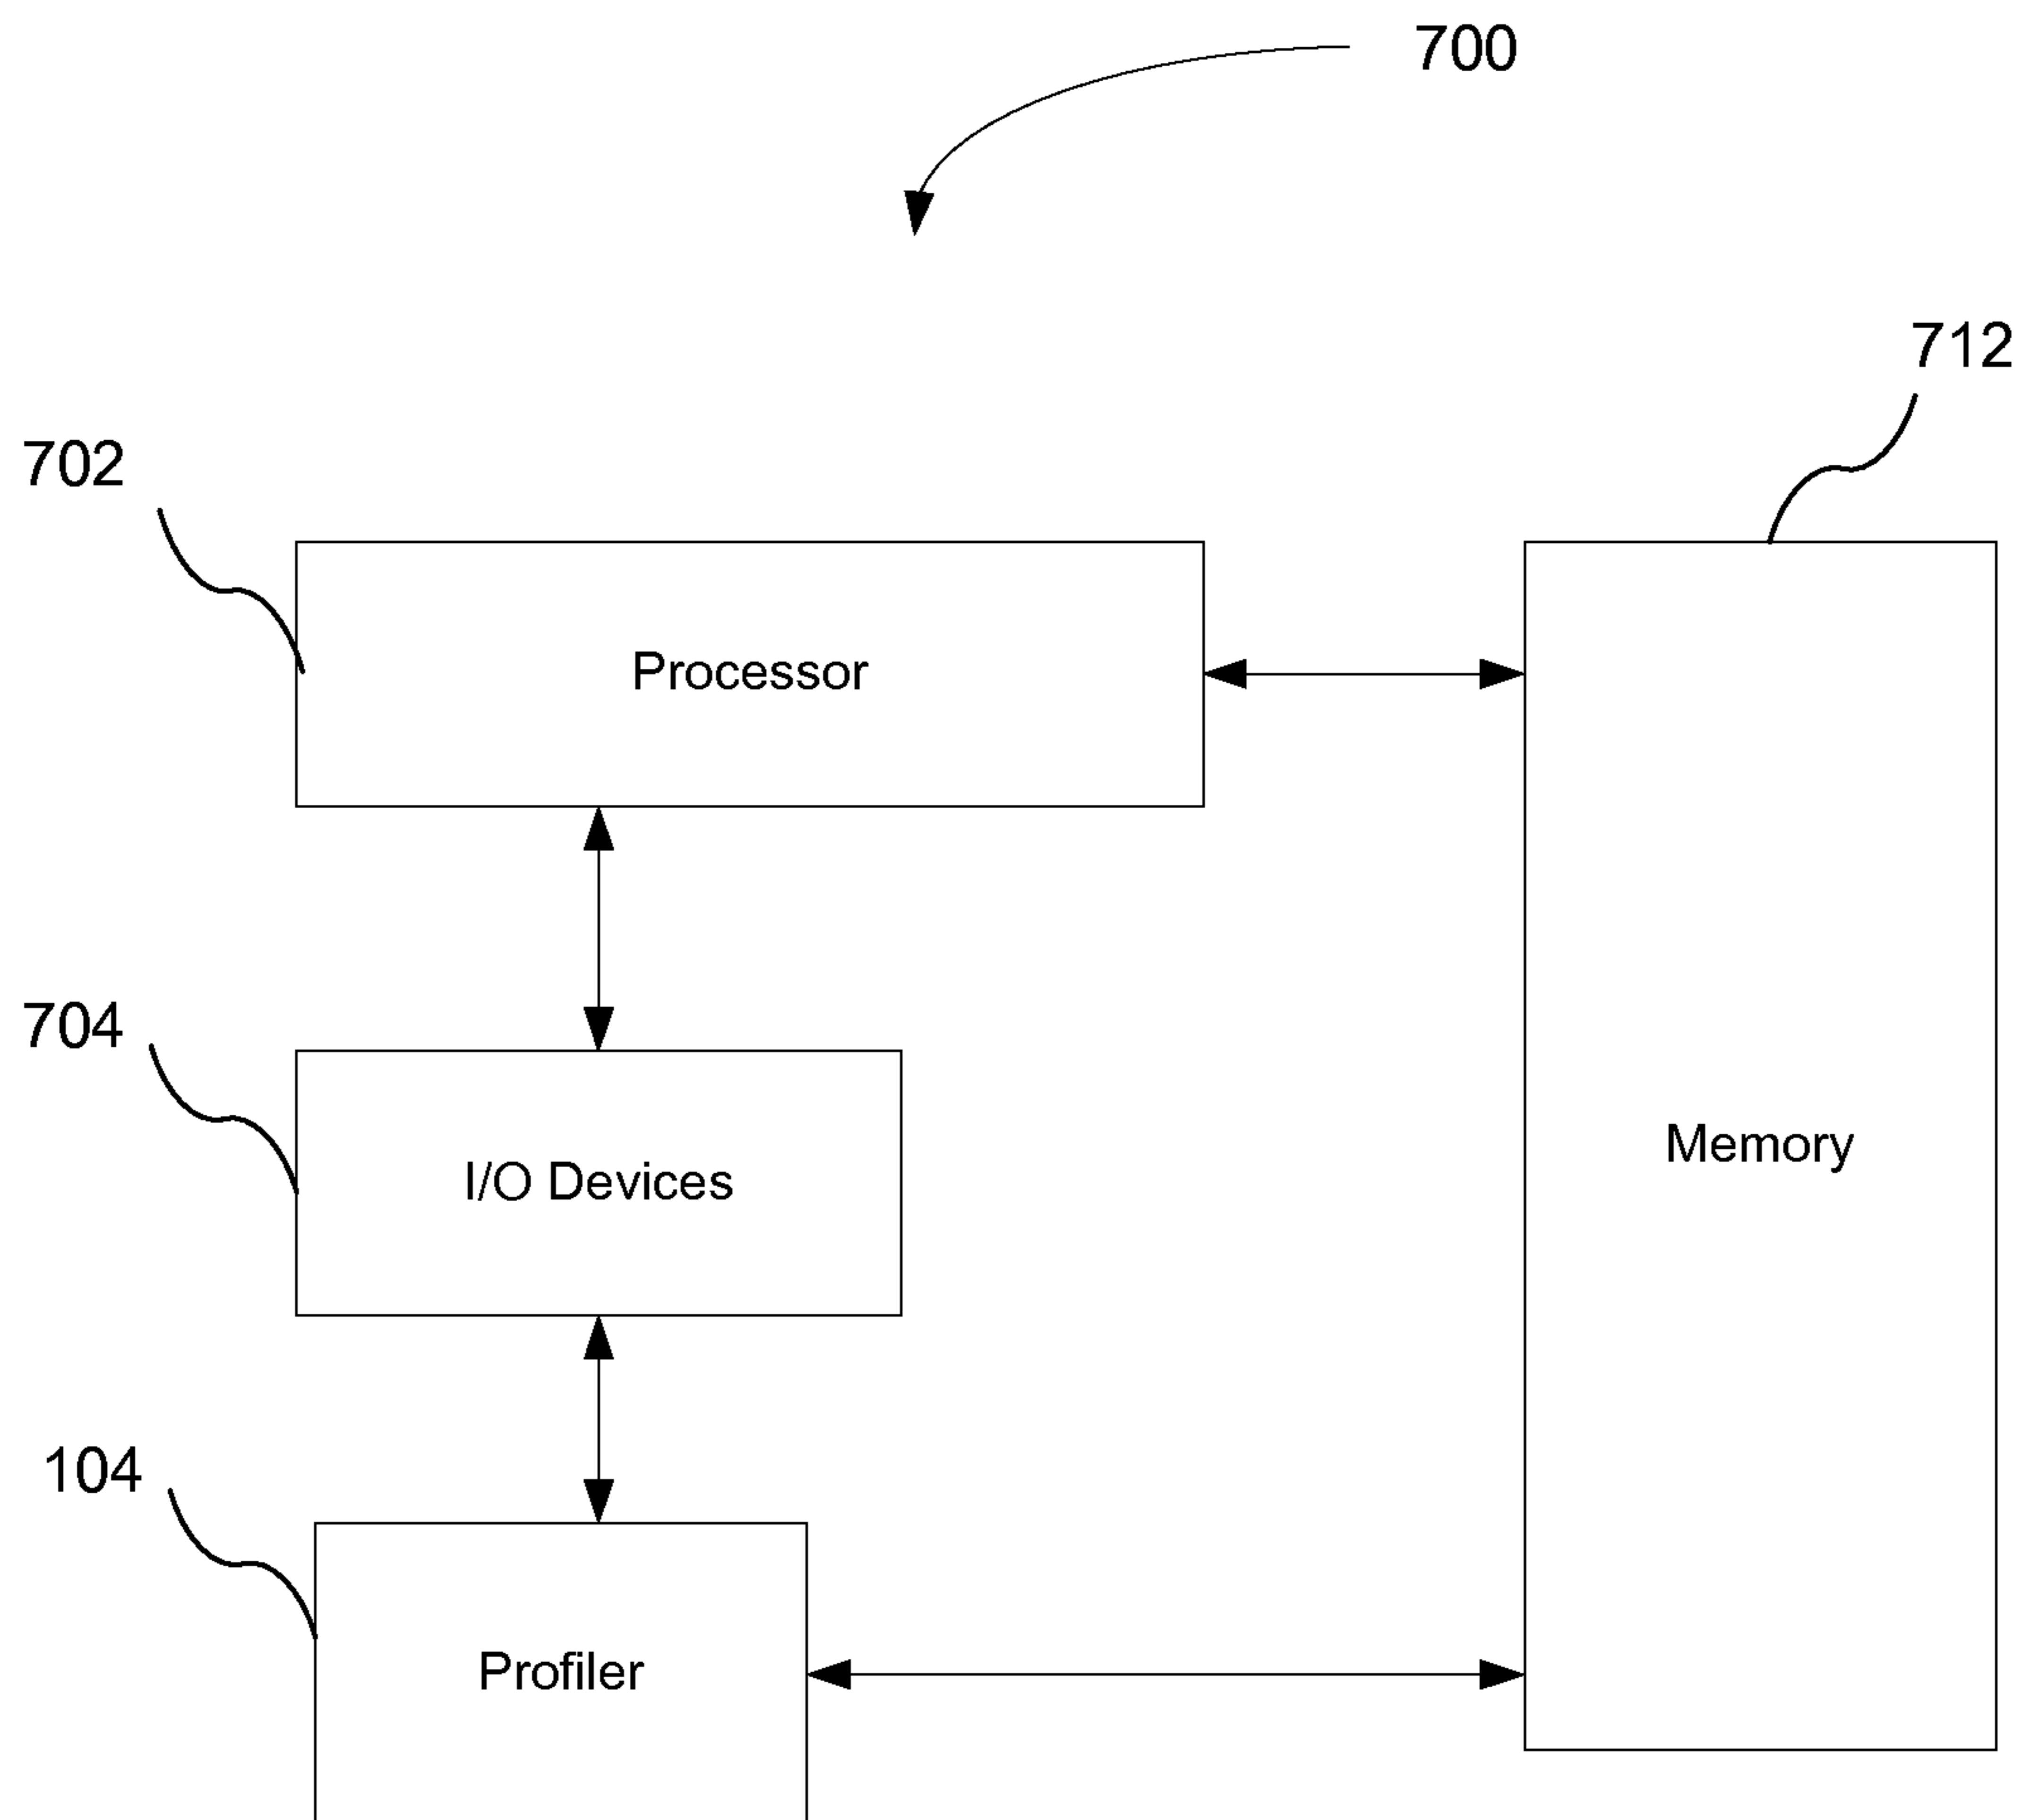 700
712
702
Processor
704
Memory
I/O Devices
104
Profiler